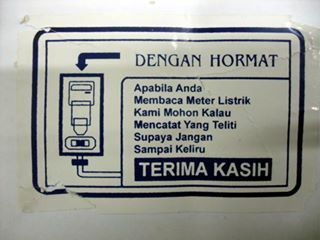 DENGAN HORMAT
Apabila Anda
Membaca Meter Listrik
Kami Mohon Kalau
Mencatat Yang Teliti
Supaya Jangan
Sampai Keliru
TERIMA KASIH